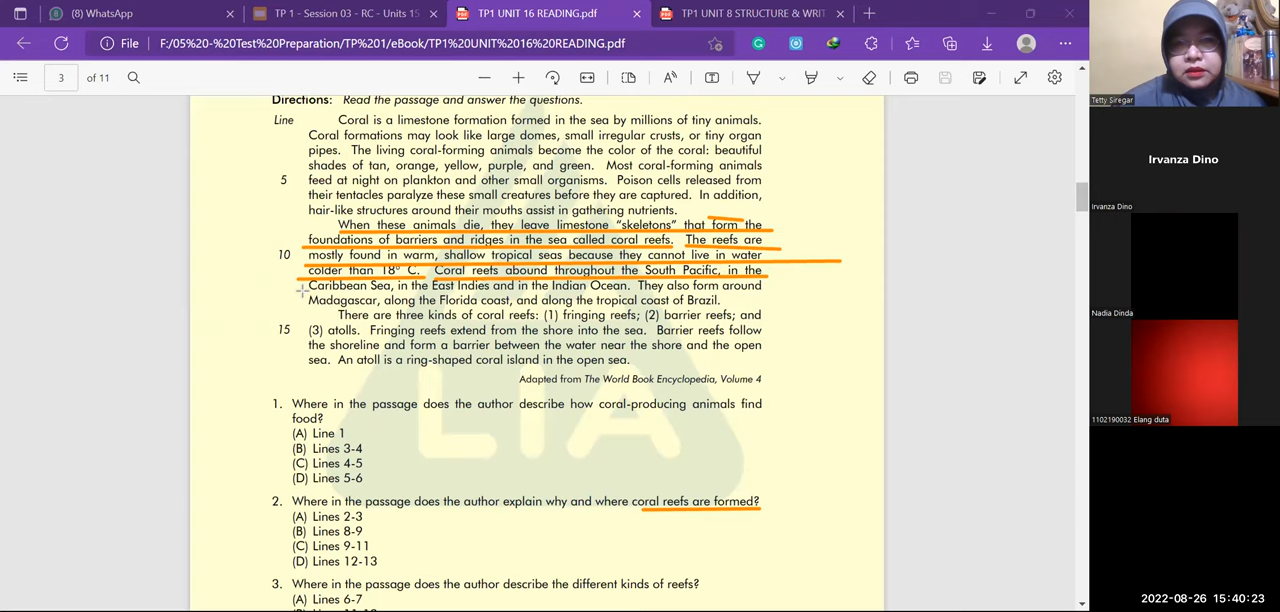 (8) WhatsApp
TP 1 - Session 03 - RC - Units 15
TP1 UNIT 16 READING.pdf
TP1 UNIT 8 STRUCTURE & WRIT
File
F:/05%20-%20Test%20Preparation/TP%201/eBook/TP1%20UNIT%2016%20READING.pdf
3 of 11
Directions: Read the passage and answer the questions.
Line Coral is a limestone formation formed in the sea by millions of tiny animals.
Coral formations may look like large domes, small irregular crusts, or tiny organ
pipes. The living coral-forming animals become the color of the coral: beautiful
shades of tan, orange, yellow, purple, and green. Most coral-forming animals
5 feed at night on plankton and other small organisms. Poison cells released from
their tentacles paralyze these small creatures before they are captured. In addition,
hair-like structures around their mouths assist in gathering nutrients.
When these animals die, they leave limestone "skeletons" that form the
foundations of barriers and ridges in the sea called coral reefs. The reefs are
10 mostly found in warm, shallow tropical seas because they cannot live in water
colder than 18° C. Coral reefs abound throughout the South Pacific, in the
Caribbean Sea, in the East Indies and in the Indian Ocean. They also form around
Madagascar, along the Florida coast, and along the tropical coast of Brazil.
There are three kinds of coral reefs: (1) fringing reefs; (2) barrier reefs; and
15 (3) atolls. Fringing reefs extend from the shore into the sea. Barrier reefs follow
the shoreline and form a barrier between the water near the shore and the open
sea. An atoll is a ring-shaped coral island in the open sea.
Adapted from The World Book Encyclopedia, Volume 4
1. Where in the passage does the author describe how coral-producing animals find
food?
(A) Line 1
(B) Lines 3-4
(C) Lines 4-5
(D) Lines 5-6
2. Where in the passage does the author explain why and where coral reefs are formed?
(A) Lines 2-3
(B) Lines 8-9
(C) Lines 9-11
(D) Lines 12-13
3. Where in the passage does the author describe the different kinds of reefs?
(A) Lines 6-7
LIA
Tetty Siregar
Irvanza Dino
Irvanza Dino
Nadia Dinda
1102190032 Elang duta
2022-08-26 15:40:23